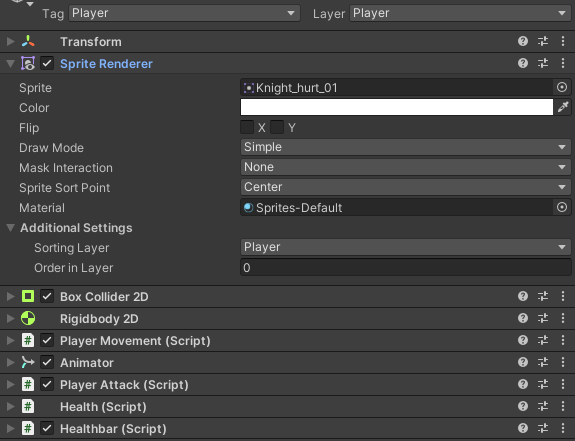 Tag Player Layer Player
Transform
Sprite Renderer
Sprite Knight_hurt_01
Color
Flip X Y
Draw Mode Simple
Mask Interaction None
Sprite Sort Point Center
Material Sprites-Default
Additional Settings
Sorting Layer Player
Order in Layer 0
Box Collider 2D
Rigidbody 2D
# Player Movement (Script)
Animator
# Player Attack (Script)
# Health (Script)
# Healthbar (Script)